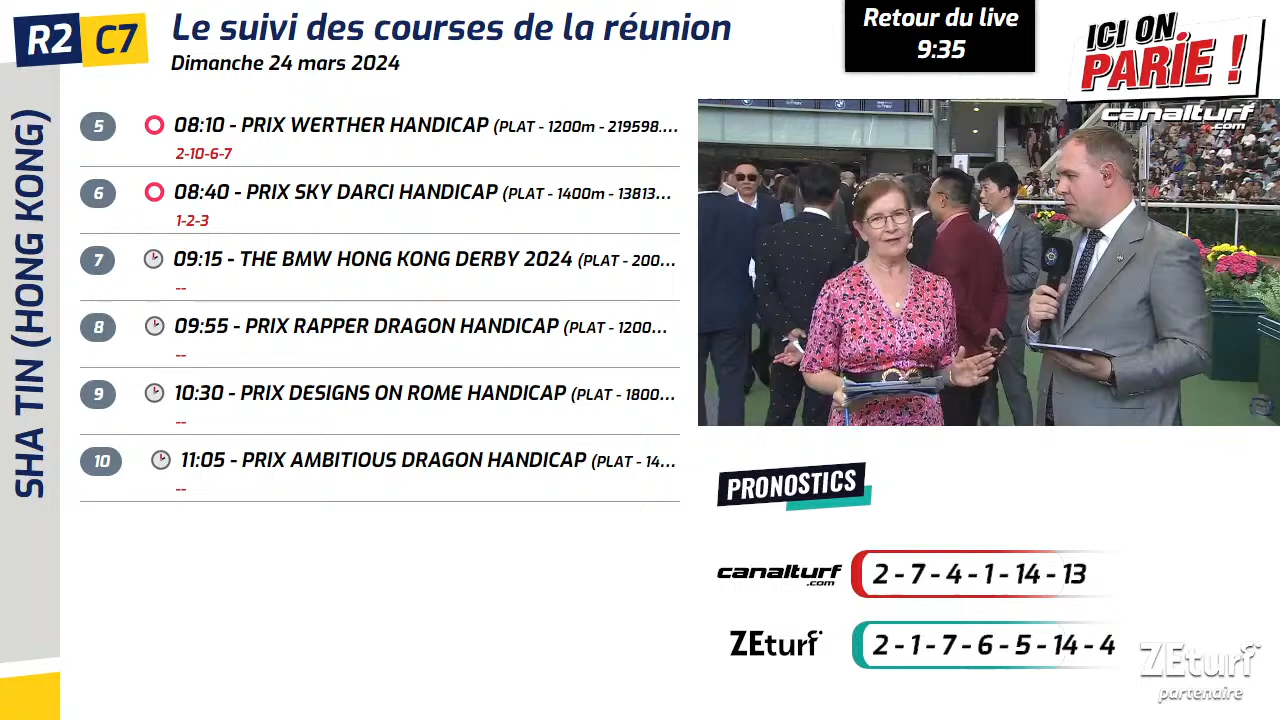 R2 C7
Le suivi des courses de la réunion
Dimanche 24 mars 2024
Retour du live
9:35
ICI ON
PARIE !
SHA TIN (HONG KONG)
5 08:10 - PRIX WERTHER HANDICAP (PLAT - 1200m - 219598....
2-10-6-7
6 08:40 - PRIX SKY DARCI HANDICAP (PLAT - 1400m - 13813...
1-2-3
7 09:15 - THE BMW HONG KONG DERBY 2024 (PLAT - 200...
--
8 09:55 - PRIX RAPPER DRAGON HANDICAP (PLAT - 1200...
--
9 10:30 - PRIX DESIGNS ON ROME HANDICAP (PLAT - 1800...
--
10 11:05 - PRIX AMBITIOUS DRAGON HANDICAP (PLAT - 14...
--
canalturf
.com
PRONOSTICS
canalturf
.com
2 - 7 - 4 - 1 - 14 - 13
ZEturf
2 - 1 - 7 - 6 - 5 - 14 - 4
ZEturf
partenaire